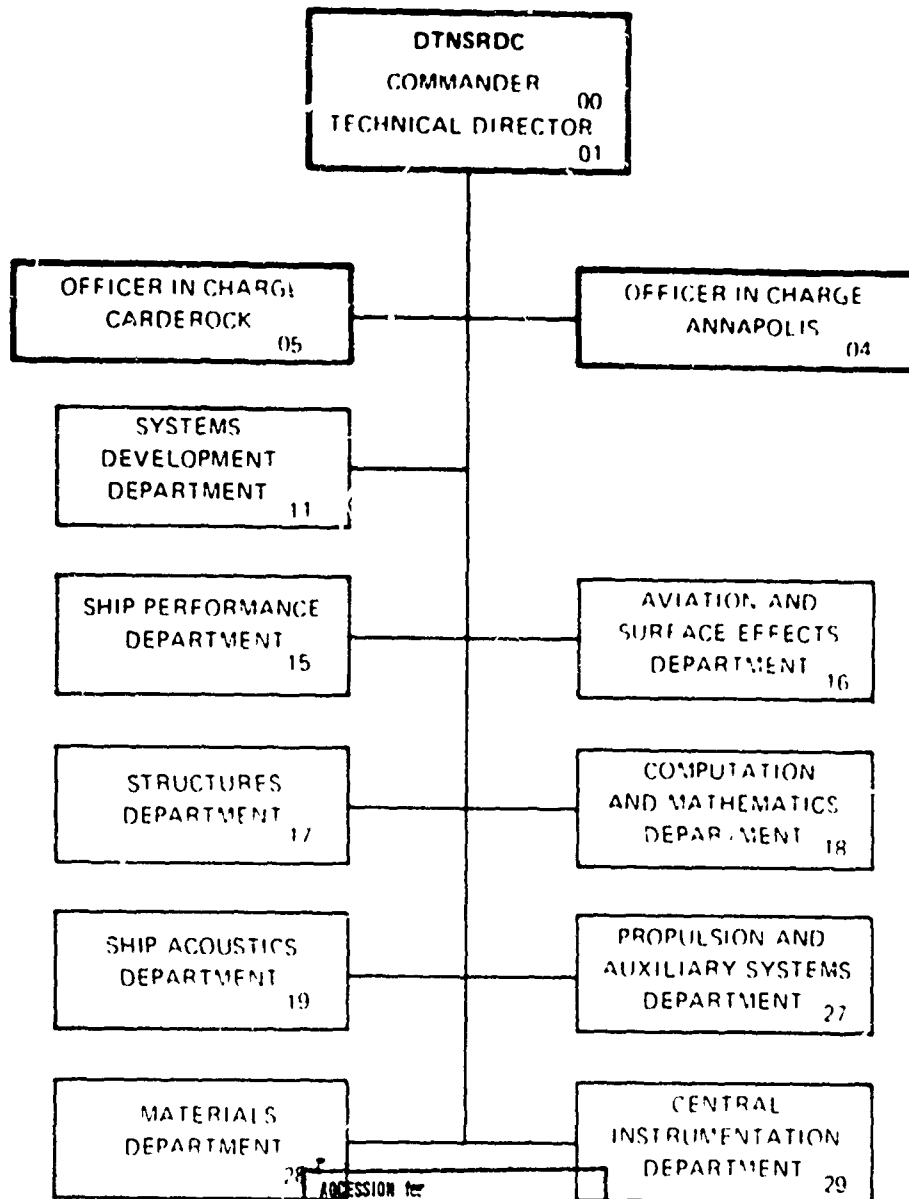 DTNSRDC
COMMANDER
00
TECHNICAL DIRECTOR
01
OFFICER IN CHARGE
CARDEROCK
05
OFFICER IN CHARGE
ANNAPOLIS
04
SYSTEMS
DEVELOPMENT
DEPARTMENT
11
SHIP PERFORMANCE
DEPARTMENT
15
AVIATION AND
SURFACE EFFECTS
DEPARTMENT
16
STRUCTURES
DEPARTMENT
17
COMPUTATION
AND MATHEMATICS
DEPARTMENT
18
SHIP ACOUSTICS
DEPARTMENT
19
PROPULSION AND
AUXILIARY SYSTEMS
DEPARTMENT
27
MATERIALS
DEPARTMENT
28
CENTRAL
INSTRUMENTATION
DEPARTMENT
29
ACCESSION for